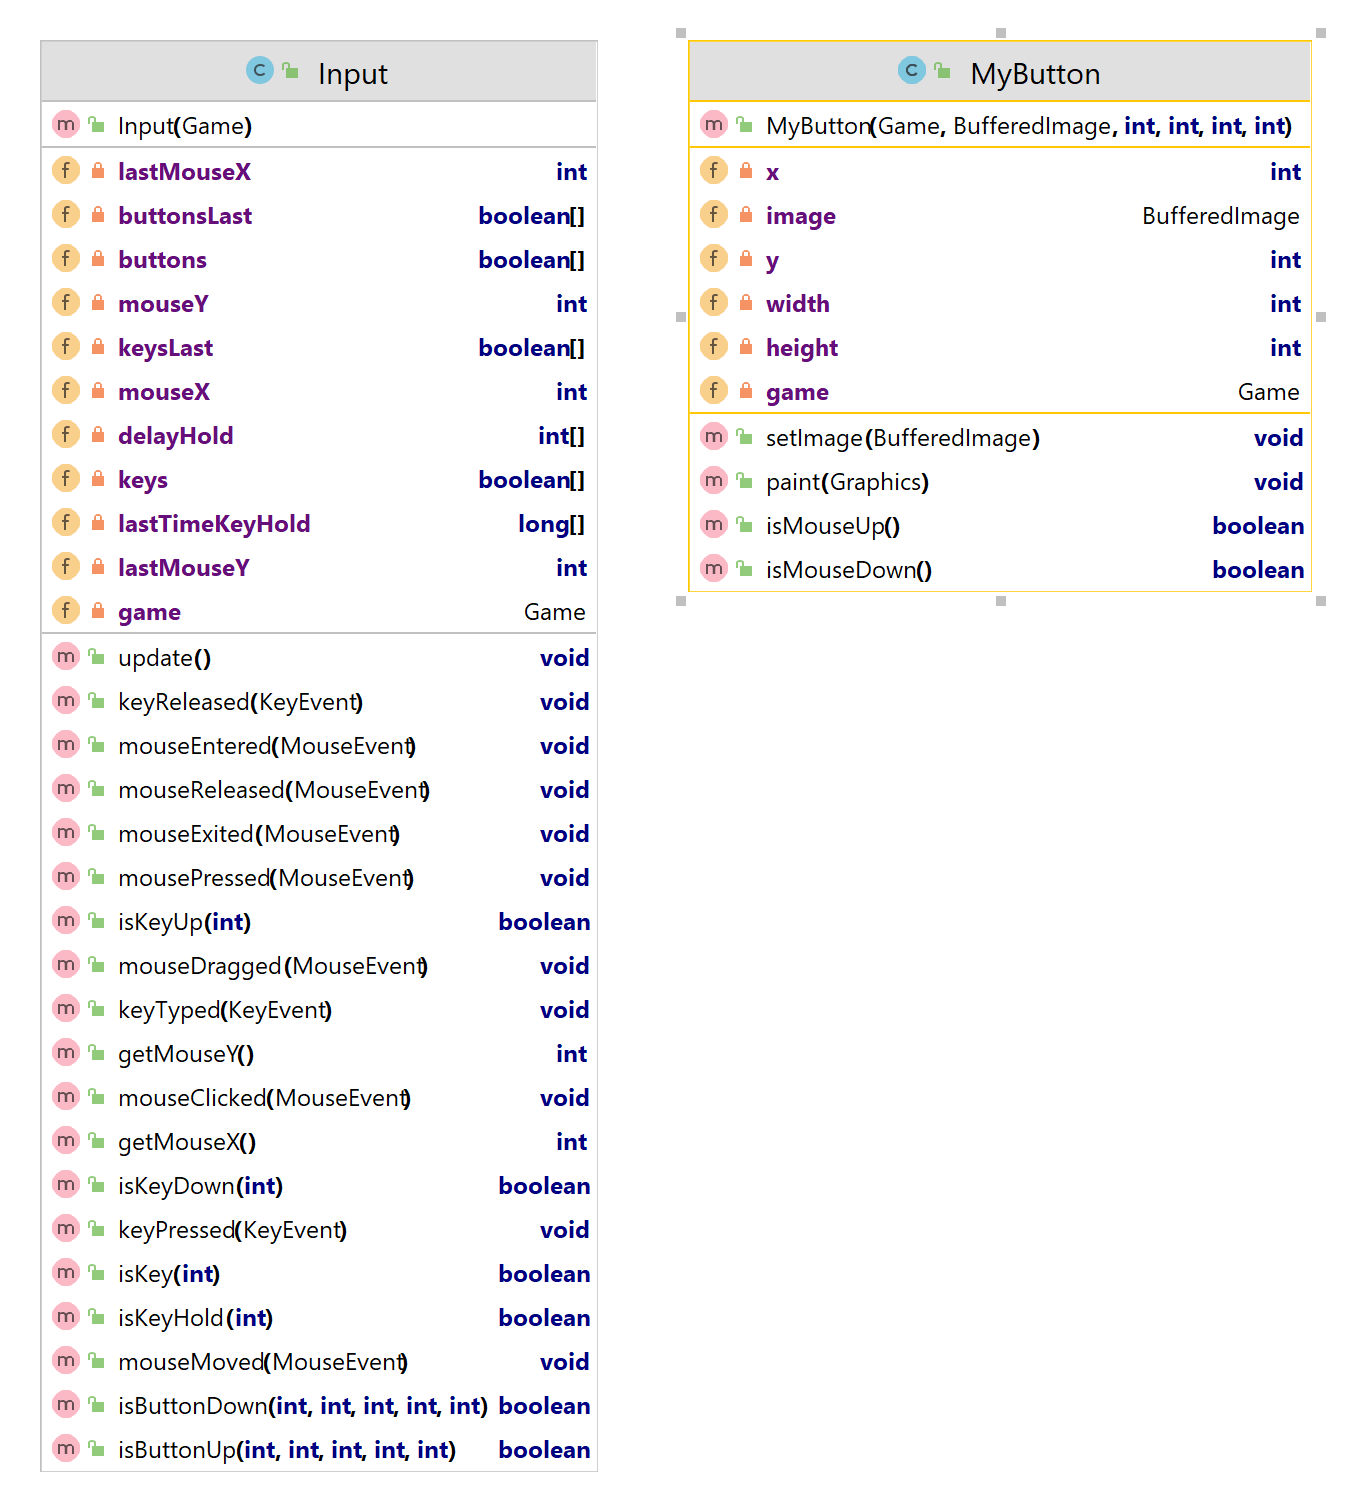 Input
Input(Game)
lastMouseX int
buttonsLast boolean[]
buttons boolean[]
mouseY int
keysLast boolean[]
mouseX int
delayHold int[]
keys boolean[]
lastTimeKeyHold long[]
lastMouseY int
game Game
update() void
keyReleased(KeyEvent) void
mouseEntered(MouseEvent) void
mouseReleased(MouseEvent) void
mouseExited(MouseEvent) void
mousePressed(MouseEvent) void
isKeyUp(int) boolean
mouseDragged(MouseEvent) void
keyTyped(KeyEvent) void
getMouseY() int
mouseClicked(MouseEvent) void
getMouseX() int
isKeyDown(int) boolean
keyPressed(KeyEvent) void
isKey(int) boolean
isKeyHold(int) boolean
mouseMoved(MouseEvent) void
isButtonDown(int, int, int, int, int) boolean
isButtonUp(int, int, int, int, int) boolean
MyButton
MyButton(Game, BufferedImage, int, int, int, int)
x int
image BufferedImage
y int
width int
height int
game Game
setImage(BufferedImage) void
paint(Graphics) void
isMouseUp() boolean
isMouseDown() boolean